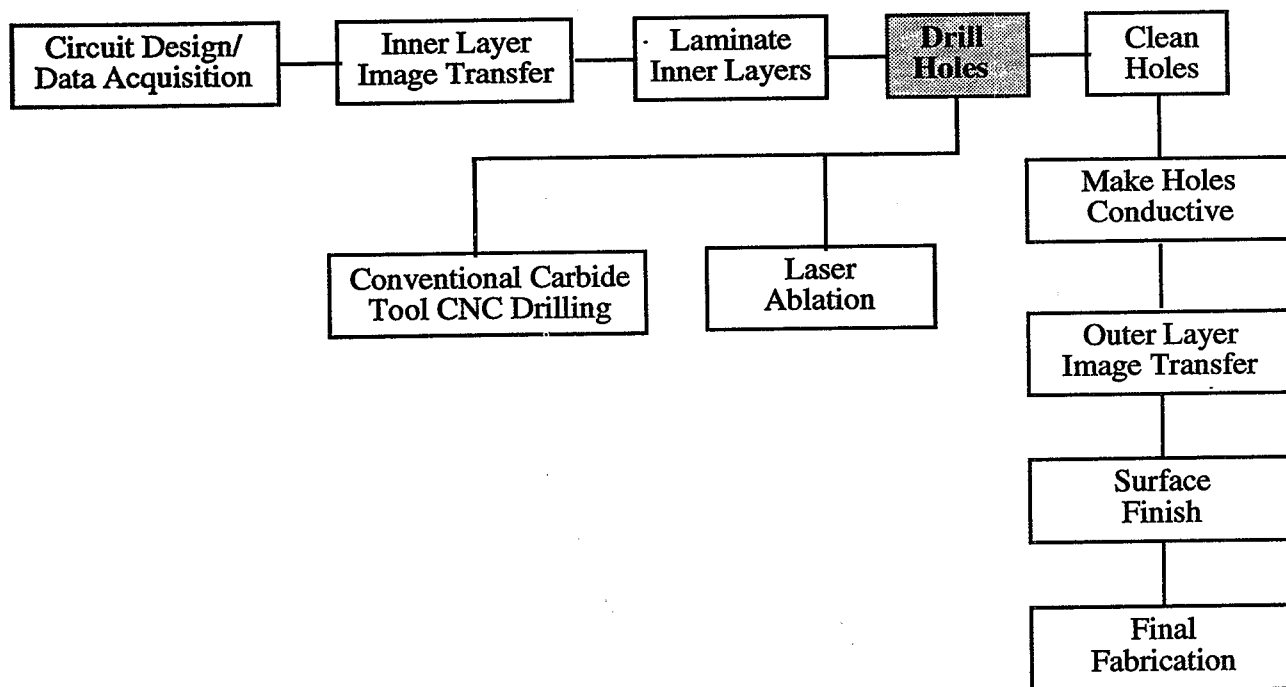 Circuit Design/
Data Acquisition
Inner Layer
Image Transfer
Laminate
Inner Layers
Drill
Holes
Clean
Holes
Make Holes
Conductive
Conventional Carbide
Tool CNC Drilling
Laser
Ablation
Outer Layer
Image Transfer
Surface
Finish
Final
Fabrication